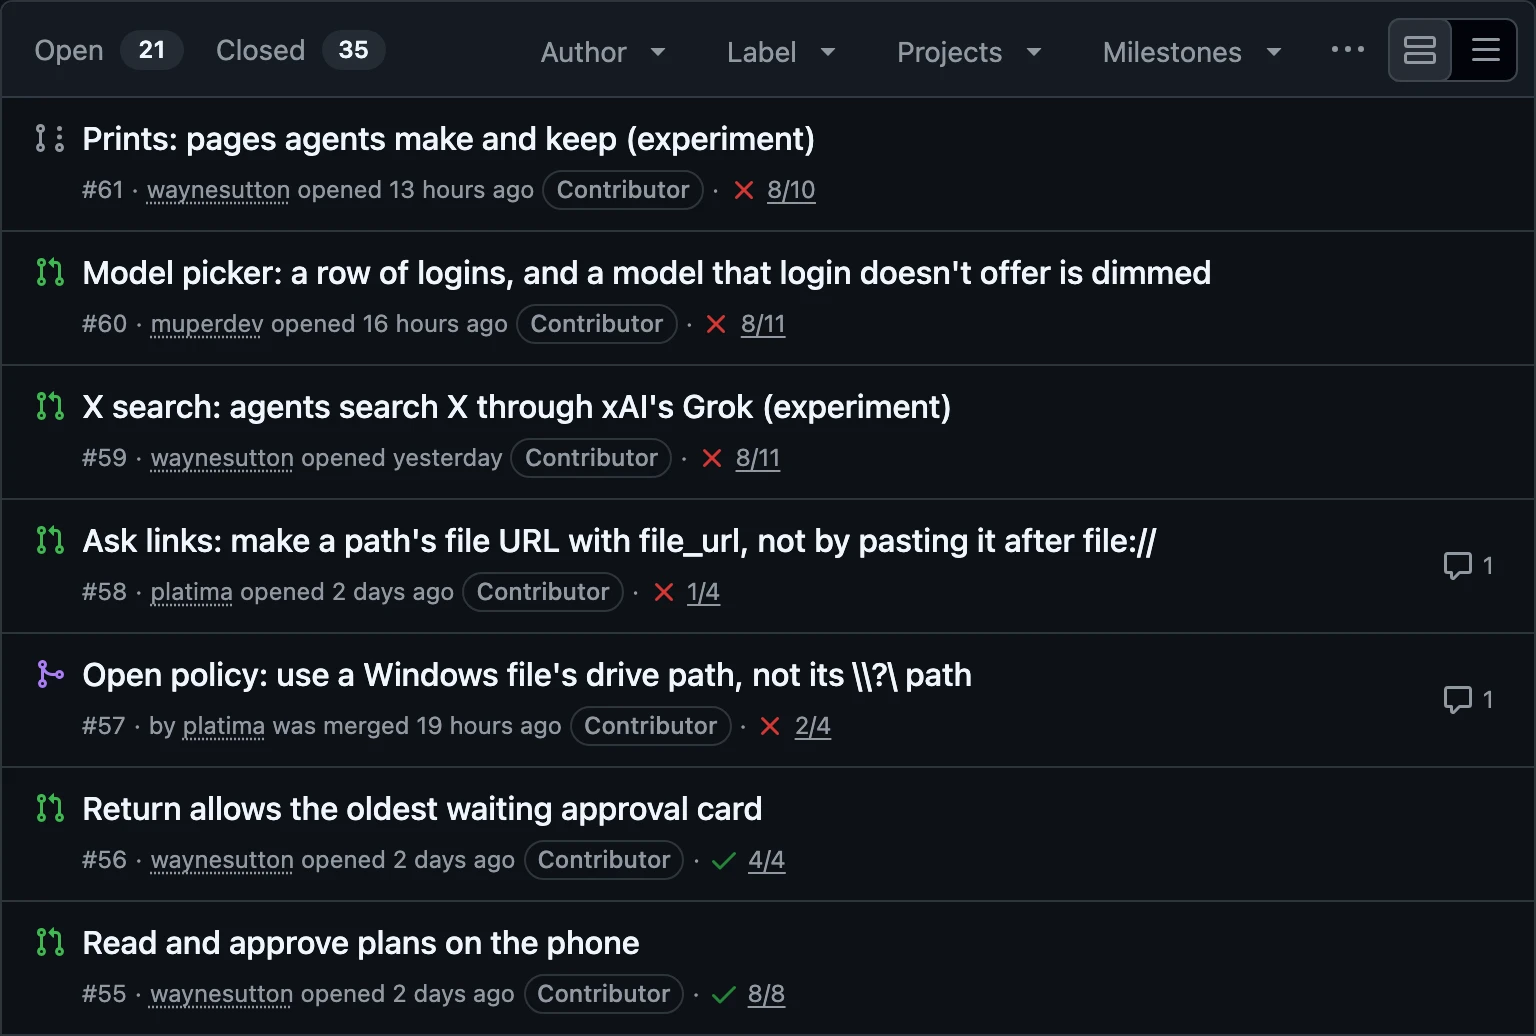 Open 21 Closed 35 Author Label Projects Milestones ...
Prints: pages agents make and keep (experiment)
#61 · waynesutton opened 13 hours ago Contributor · 8/10
Model picker: a row of logins, and a model that login doesn't offer is dimmed
#60 · muperdev opened 16 hours ago Contributor · 8/11
X search: agents search X through xAI's Grok (experiment)
#59 · waynesutton opened yesterday Contributor · 8/11
Ask links: make a path's file URL with file_url, not by pasting it after file://
1
#58 · platima opened 2 days ago Contributor · 1/4
Open policy: use a Windows file's drive path, not its \\?\ path
1
#57 · by platima was merged 19 hours ago Contributor · 2/4
Return allows the oldest waiting approval card
#56 · waynesutton opened 2 days ago Contributor · 4/4
Read and approve plans on the phone
#55 · waynesutton opened 2 days ago Contributor · 8/8